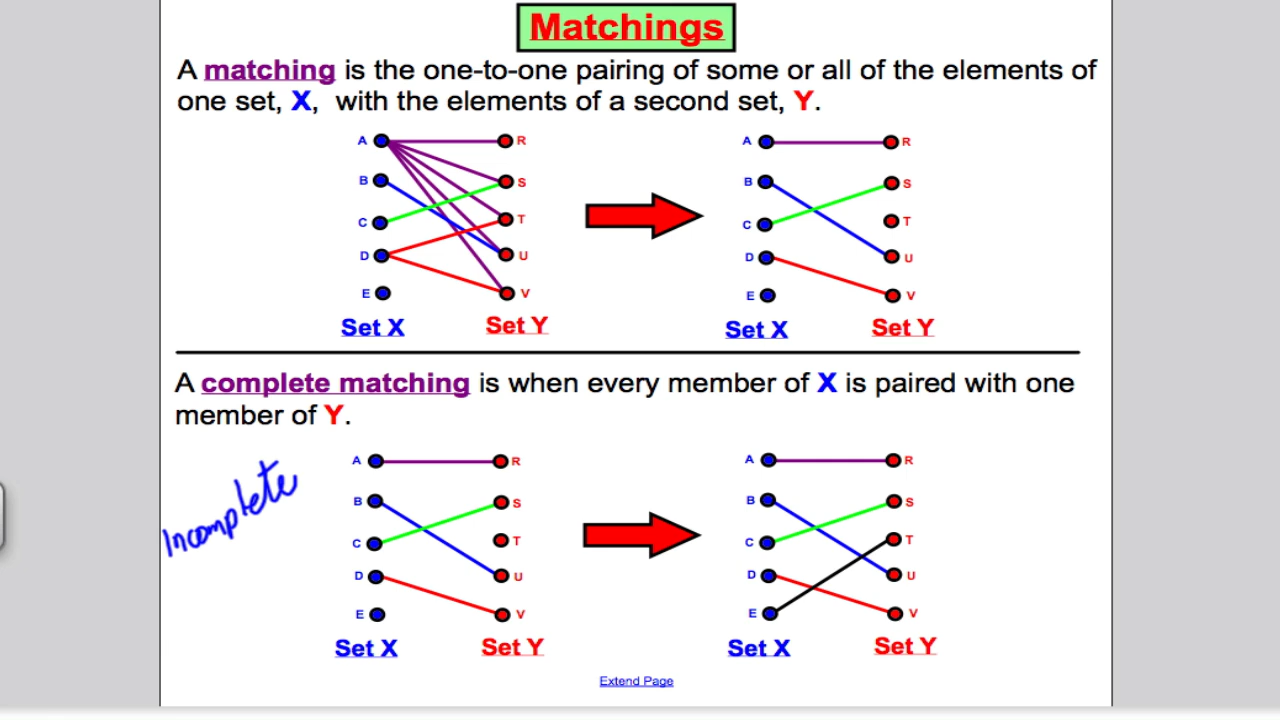 Matchings
A matching is the one-to-one pairing of some or all of the elements of
one set, X, with the elements of a second set, Y.
A R A R
B S B S
C T C T
D U D U
E V E V
Set X Set Y Set X Set Y
A complete matching is when every member of X is paired with one
member of Y.
Incomplete
A R A R
B S B S
C T C T
D U D U
E V E V
Set X Set Y Set X Set Y
Extend Page